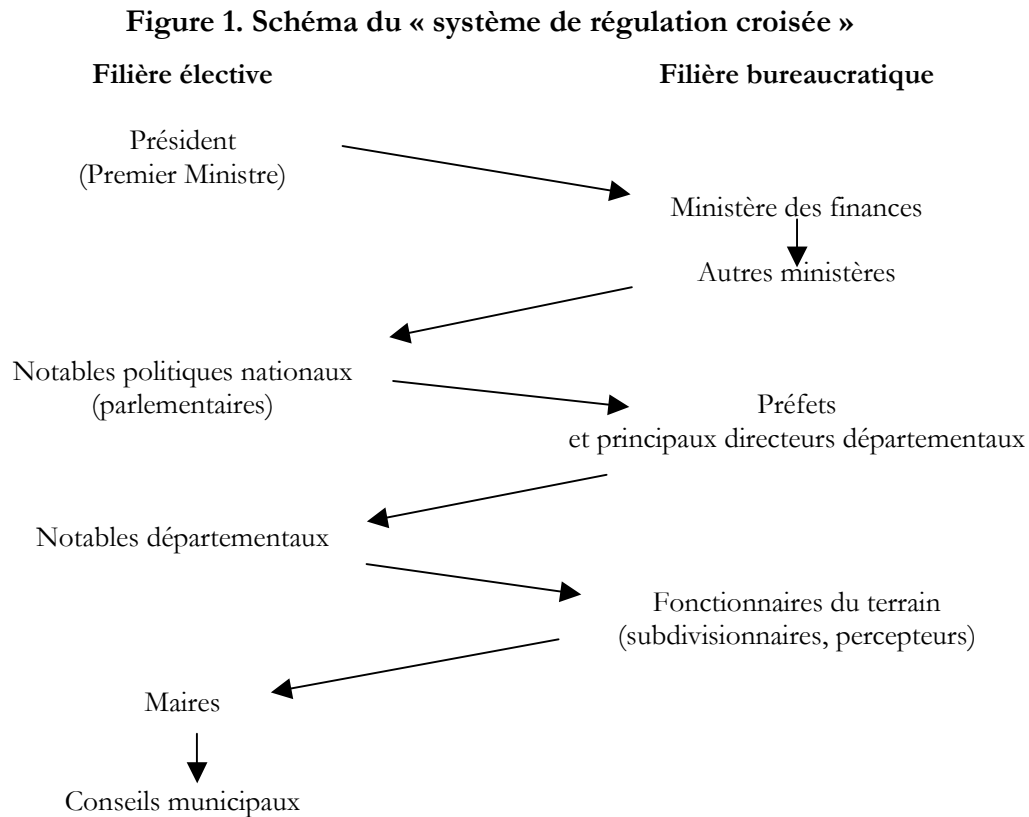 Figure 1. Schéma du « système de régulation croisée »
Filière élective
Filière bureaucratique
Président
(Premier Ministre)
Ministère des finances
Autres ministères
Notables politiques nationaux
(parlementaires)
Préfets
et principaux directeurs départementaux
Notables départementaux
Fonctionnaires du terrain
(subdivisionnaires, percepteurs)
Maires
Conseils municipaux